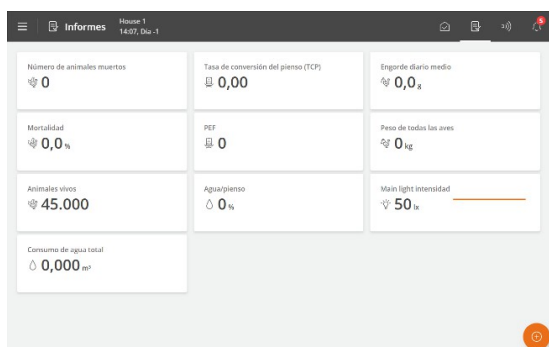 Informes
House 1
14:07, Día -1
5
Número de animales muertos
0
Tasa de conversión del pienso (TCP)
0,00
Engorde diario medio
0,0 g
Mortalidad
0,0 %
PEF
0
Peso de todas las aves
0 kg
Animales vivos
45.000
Agua/pienso
0 %
Main light intensidad
50 lx
Consumo de agua total
0,000 m³